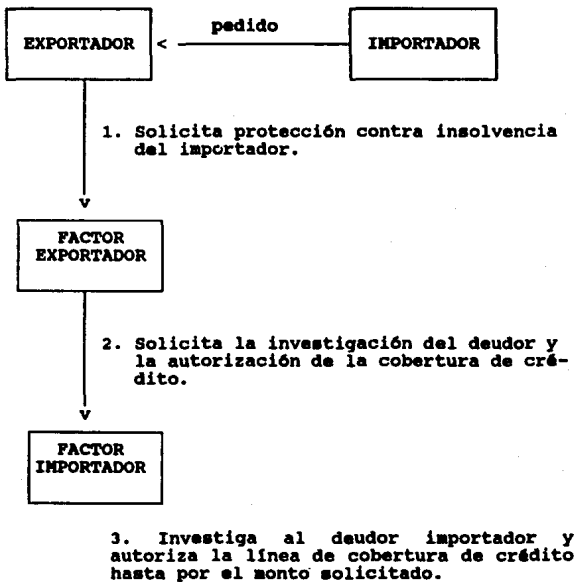 pedido
EXPORTADOR < IMPORTADOR
1. Solicita protección contra insolvencia
del importador.
v
FACTOR
EXPORTADOR
2. Solicita la investigación del deudor y
la autorización de la cobertura de cré-
dito.
v
FACTOR
IMPORTADOR
3. Investiga al deudor importador y
autoriza la línea de cobertura de crédito
hasta por el monto solicitado.